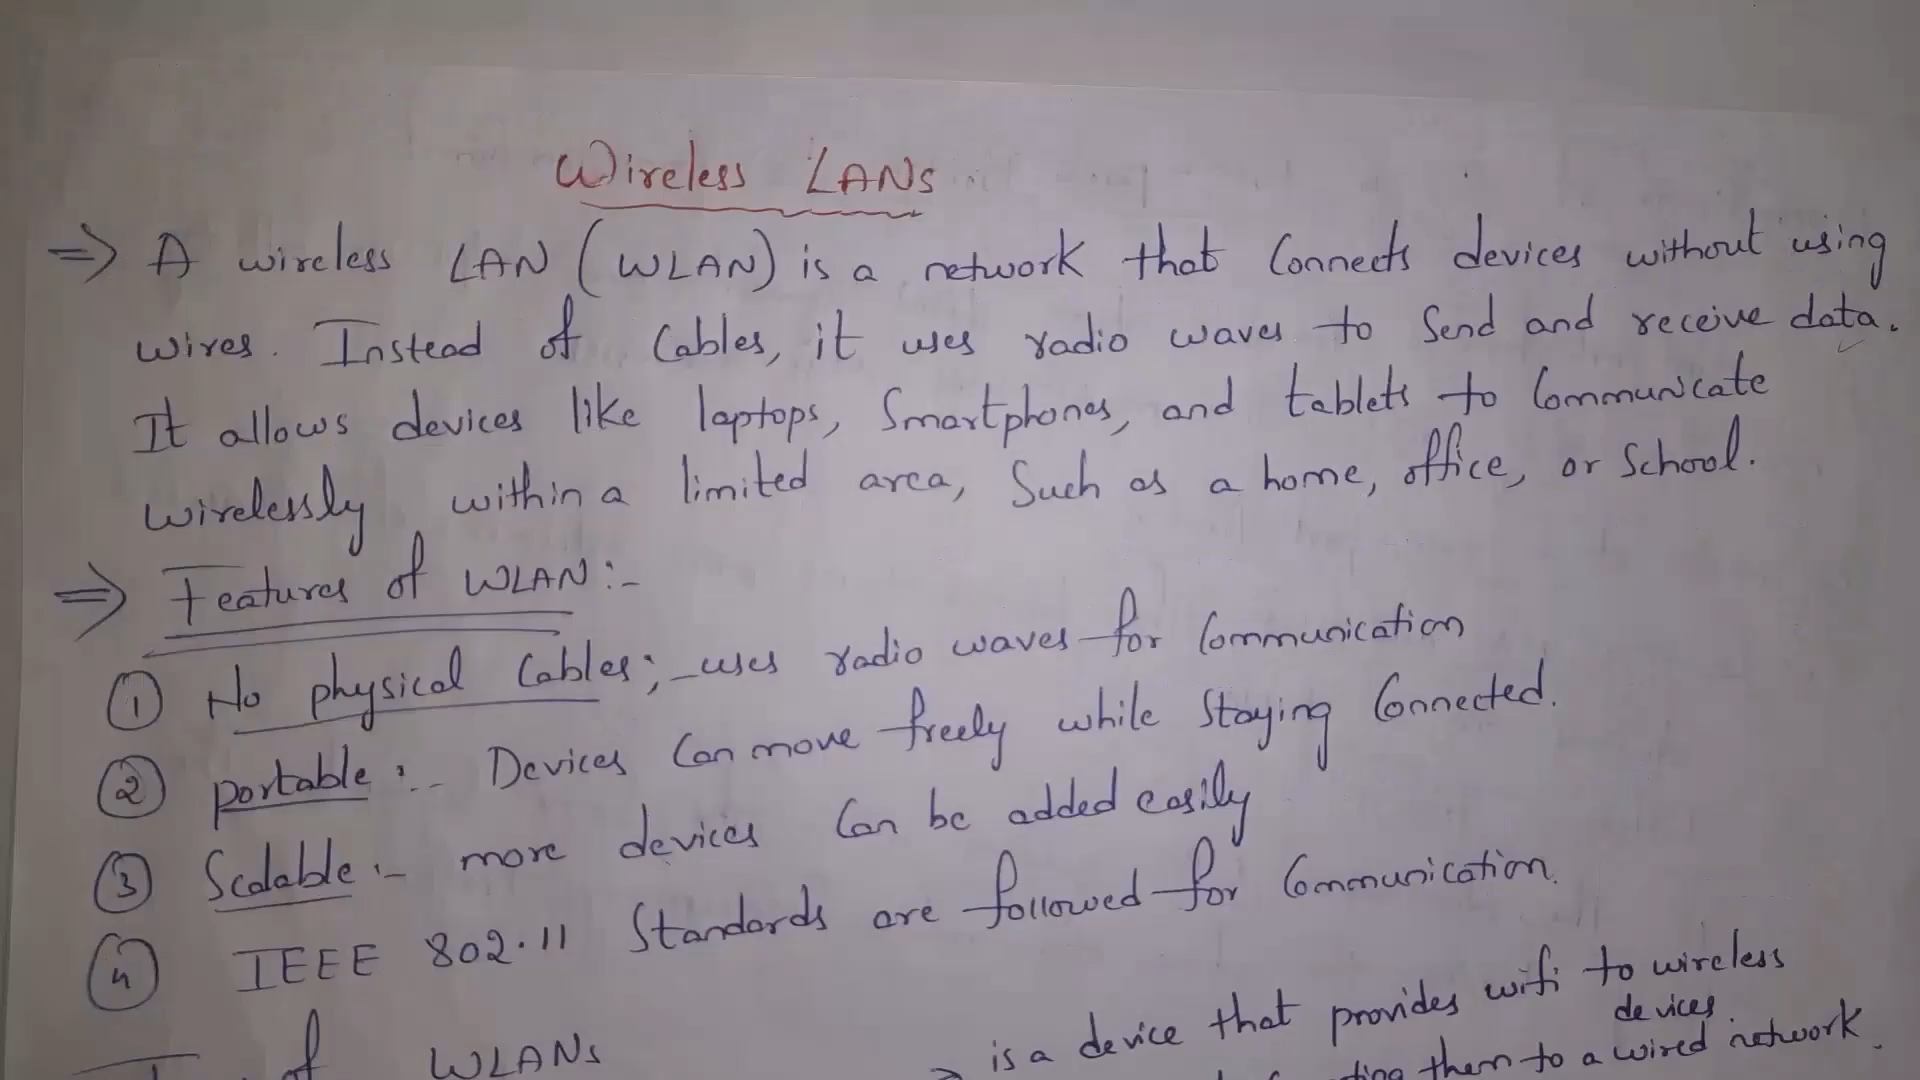 Wireless LANs
⇒ A wireless LAN (WLAN) is a network that Connects devices without using
wires. Instead of Cables, it uses radio waves to Send and receive data.
It allows devices like laptops, Smartphones, and tablets to Communicate
wirelessly within a limited area, Such as a home, office, or School.
⇒ Features of WLAN:-
① No physical Cables;- uses radio waves for Communication
② portable :- Devices Can move freely while Staying Connected.
③ Scalable :- more devices Can be added easily
④ IEEE 802.11 Standards are followed for Communication.
is a device that provides wifi to wireless
devices
of WLANs
them to a wired network.